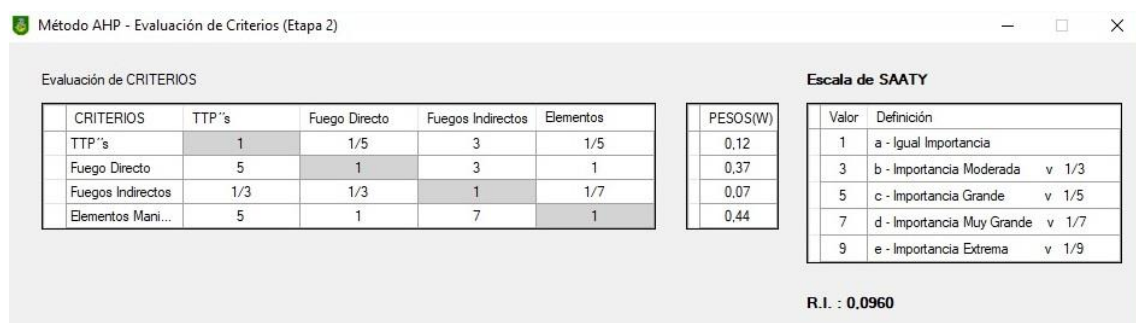 Método AHP - Evaluación de Criterios (Etapa 2)
Evaluación de CRITERIOS
CRITERIOS TTP´´s Fuego Directo Fuegos Indirectos Elementos
TTP´´s 1 1/5 3 1/5
Fuego Directo 5 1 3 1
Fuegos Indirectos 1/3 1/3 1 1/7
Elementos Mani... 5 1 7 1
PESOS(W)
0,12
0,37
0,07
0,44
Escala de SAATY
Valor Definición
1 a - Igual Importancia
3 b - Importancia Moderada v 1/3
5 c - Importancia Grande v 1/5
7 d - Importancia Muy Grande v 1/7
9 e - Importancia Extrema v 1/9
R.I. : 0,0960